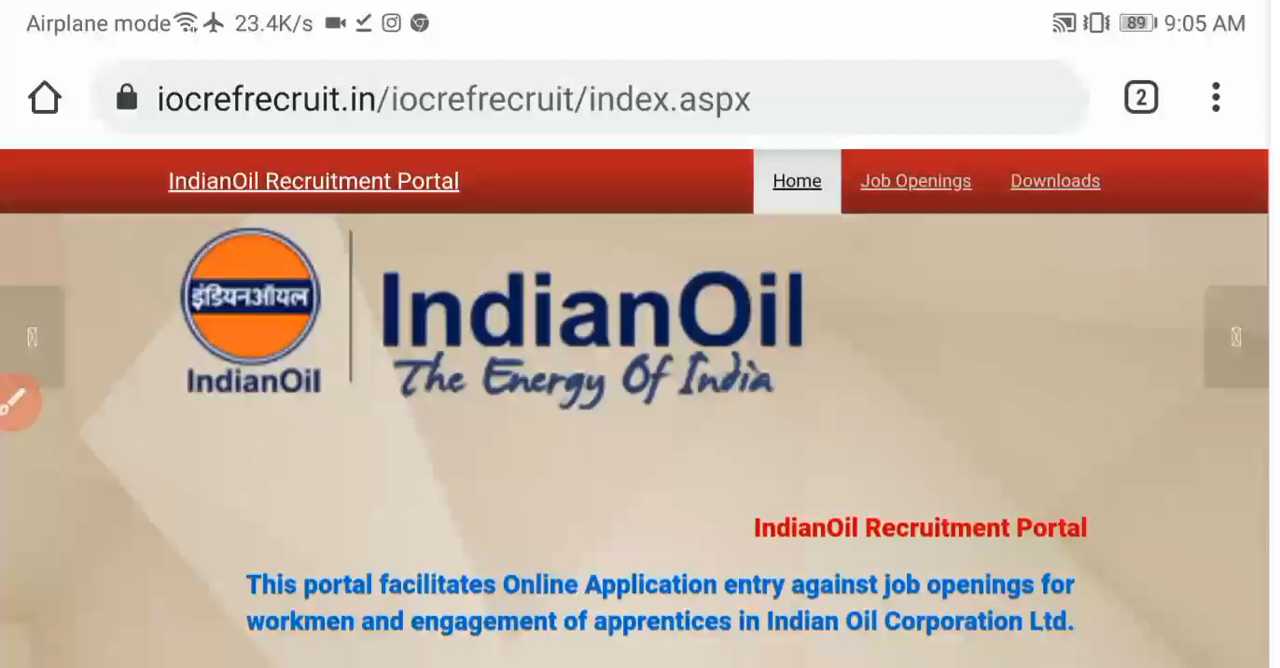 Airplane mode 23.4K/s 89 9:05 AM
iocrefrecruit.in/iocrefrecruit/index.aspx 2
IndianOil Recruitment Portal Home Job Openings Downloads
इंडियनऑयल
IndianOil
IndianOil
The Energy Of India
IndianOil Recruitment Portal
This portal facilitates Online Application entry against job openings for
workmen and engagement of apprentices in Indian Oil Corporation Ltd.